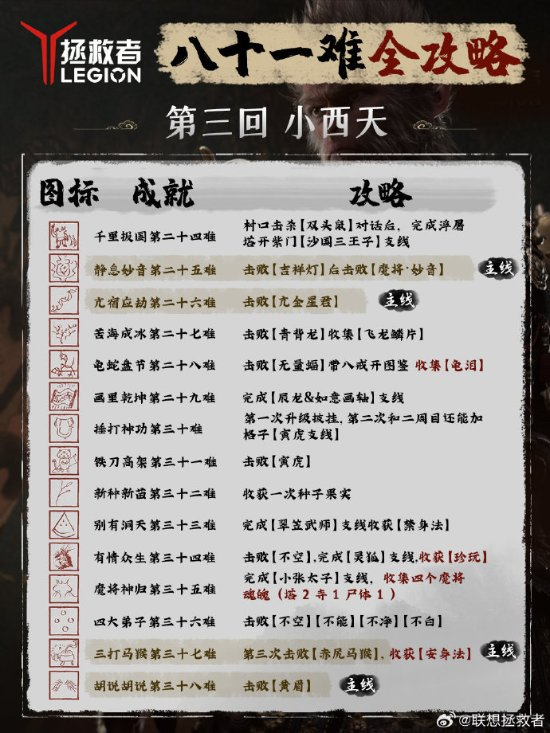 拯救者
LEGION
八十一难全攻略
第三回 小西天
图标 成就 攻略
千里扳图第二十四难 村口击杀【双头鼠】对话后，完成浮屠
塔开紫门【沙国三王子】支线
静息妙音第二十五难 击败【吉祥灯】后击败【魔将·妙音】 主线
亢宿应劫第二十六难 击败【亢金星君】 主线
苦海成冰第二十七难 击败【青背龙】收集【飞龙鳞片】
龟蛇盘节第二十八难 击败【无量蝠】带八戒开图鉴 收集【龟泪】
画里乾坤第二十九难 完成【辰龙&如意画轴】支线
捶打神功第三十难 第一次升级披挂，第二次和二周目还能加
格子【寅虎支线】
铁刀高架第三十一难 击败【寅虎】
新种新苗第三十二难 收获一次种子果实
别有洞天第三十三难 完成【翠笠武师】支线收获【禁身法】
有情众生第三十四难 击败【不空】，完成【灵狐】支线，收获【珍玩】
魔将神归第三十五难 完成【小张太子】支线，收集四个魔将
魂魄（塔2寺1尸体1）
四大弟子第三十六难 击败【不空】【不能】【不净】【不白】
三打马猴第三十七难 第三次击败【赤尻马猴】，收获【安身法】 主线
胡说胡说第三十八难 击败【黄眉】 主线
@联想拯救者